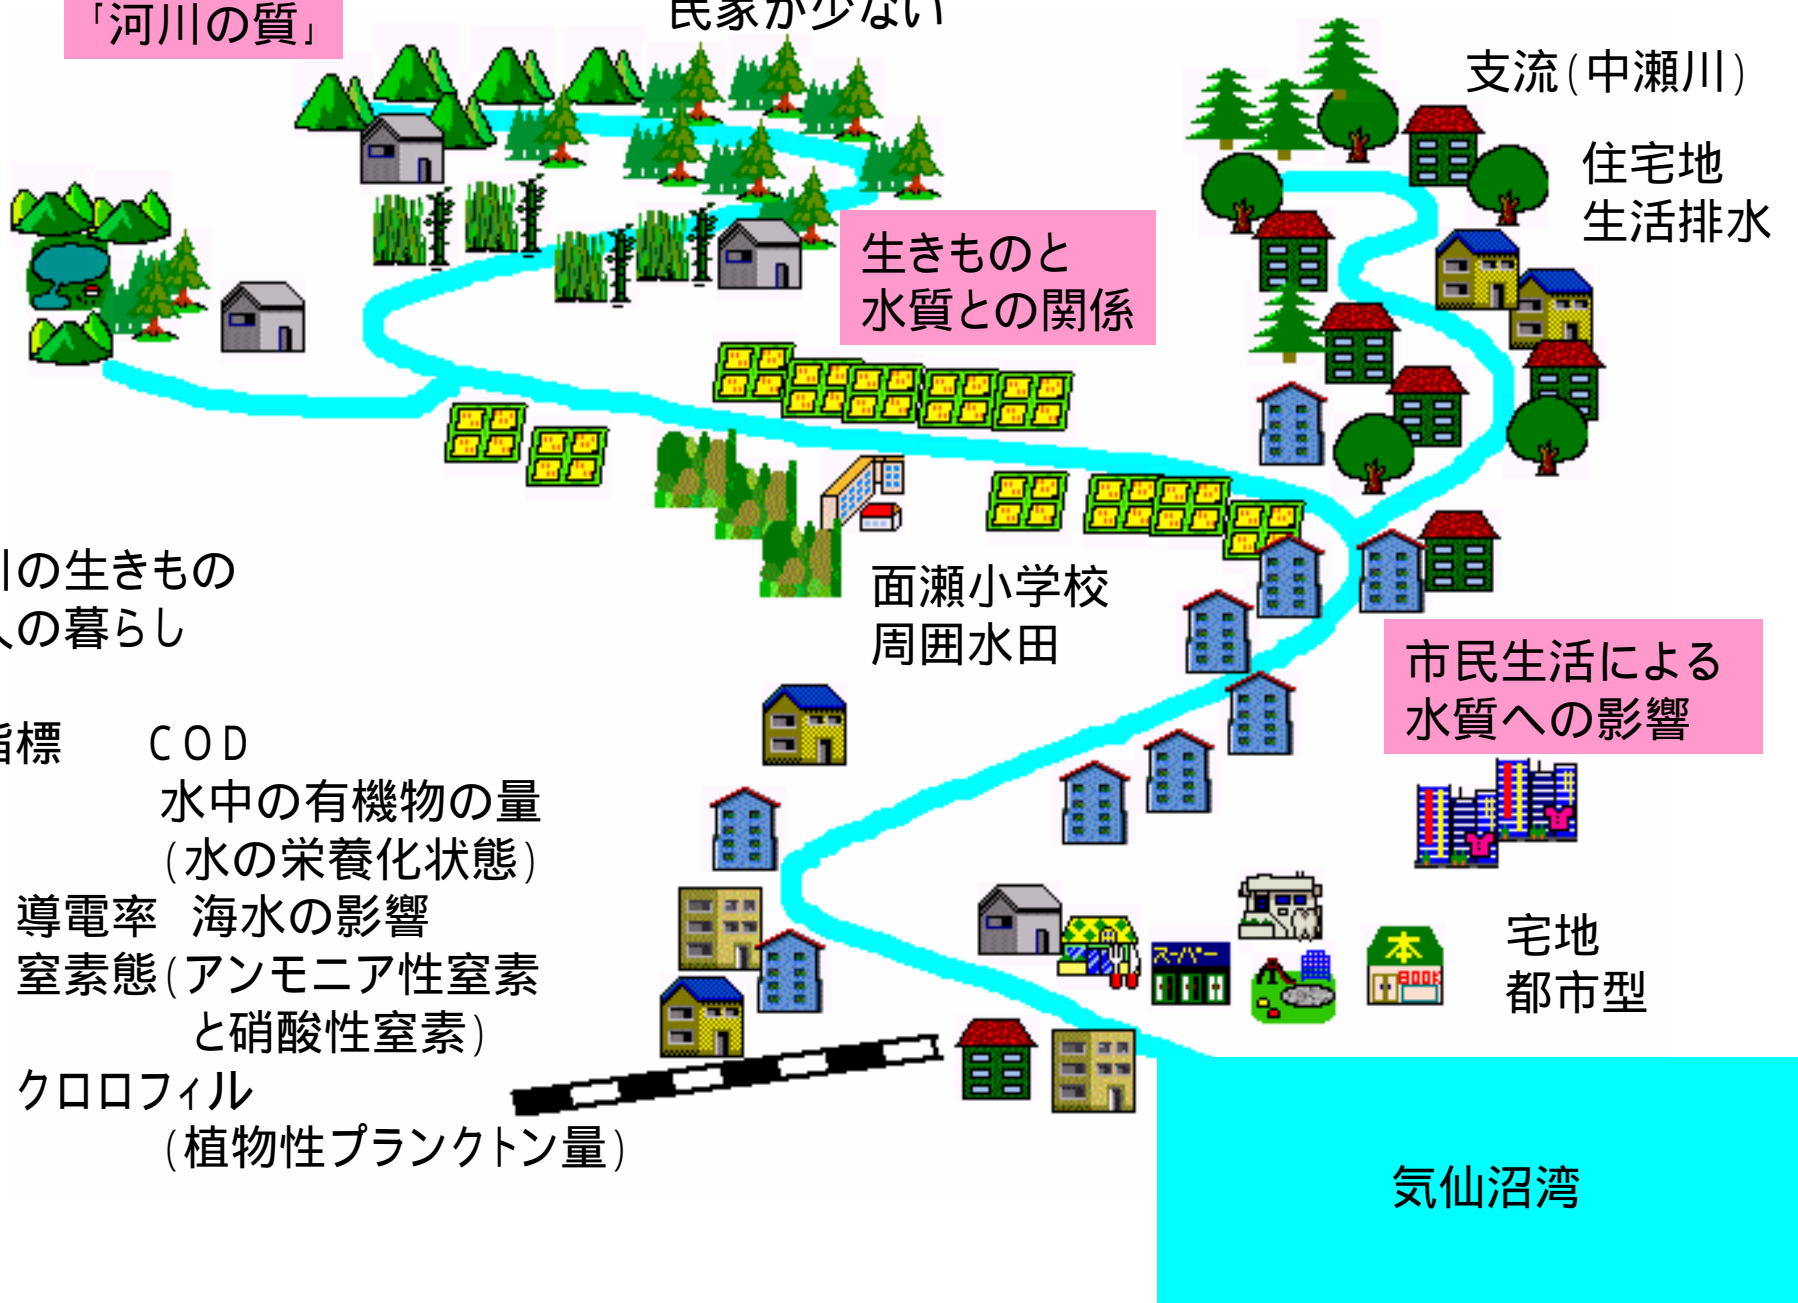 「河川の質」
民家が少ない
支流(中瀬川)
住宅地
生活排水
生きものと
水質との関係
の生きもの
の暮らし
面瀬小学校
周囲水田
市民生活による
水質への影響
標 COD
水中の有機物の量
(水の栄養化状態)
導電率 海水の影響
窒素態(アンモニア性窒素
と硝酸性窒素)
クロロフィル
(植物性プランクトン量)
スーパー
本
BOOK
宅地
都市型
気仙沼湾